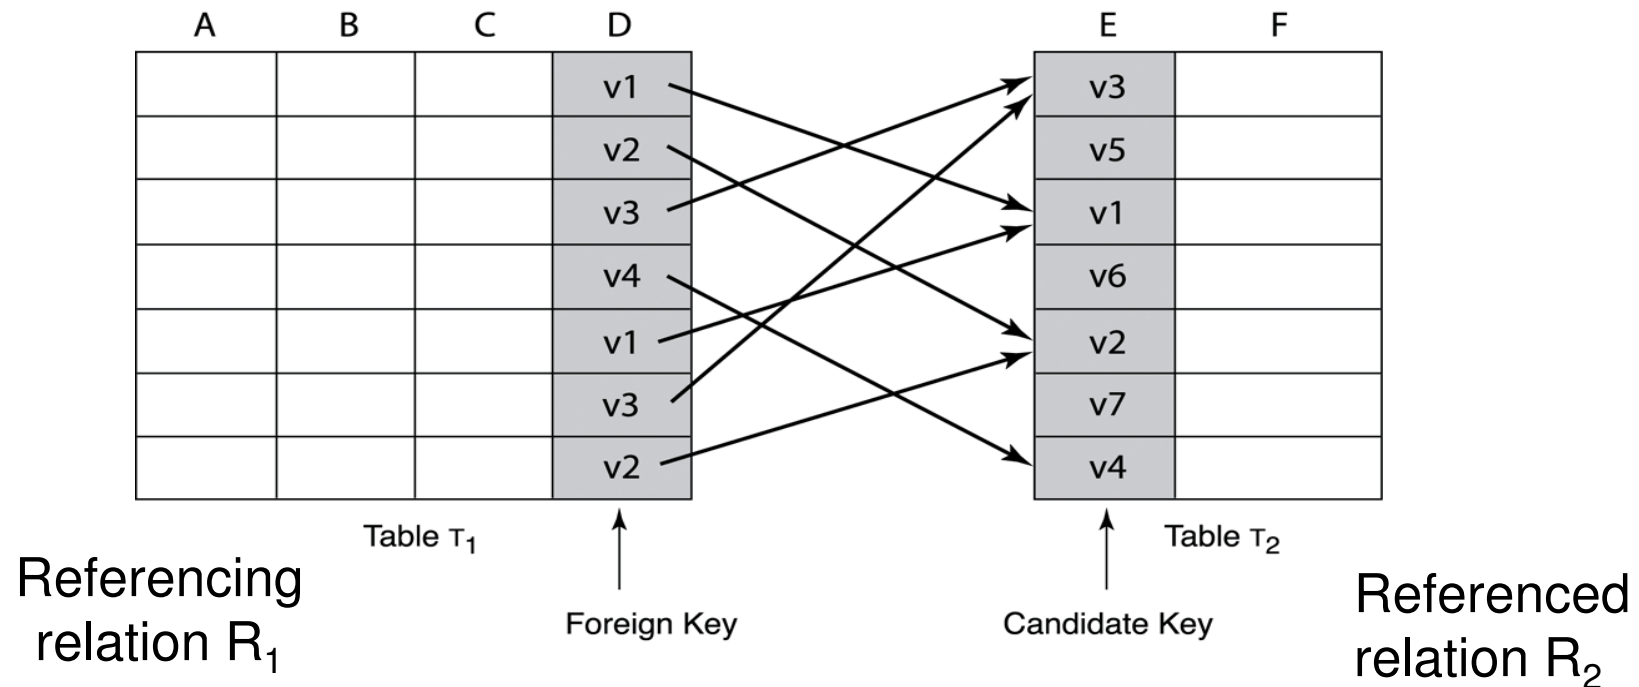 A B C D E F
v1 v3
v2 v5
v3 v1
v4 v6
v1 v2
v3 v7
v2 v4
Table T1 Table T2
Referencing
relation R1
Foreign Key Candidate Key
Referenced
relation R2